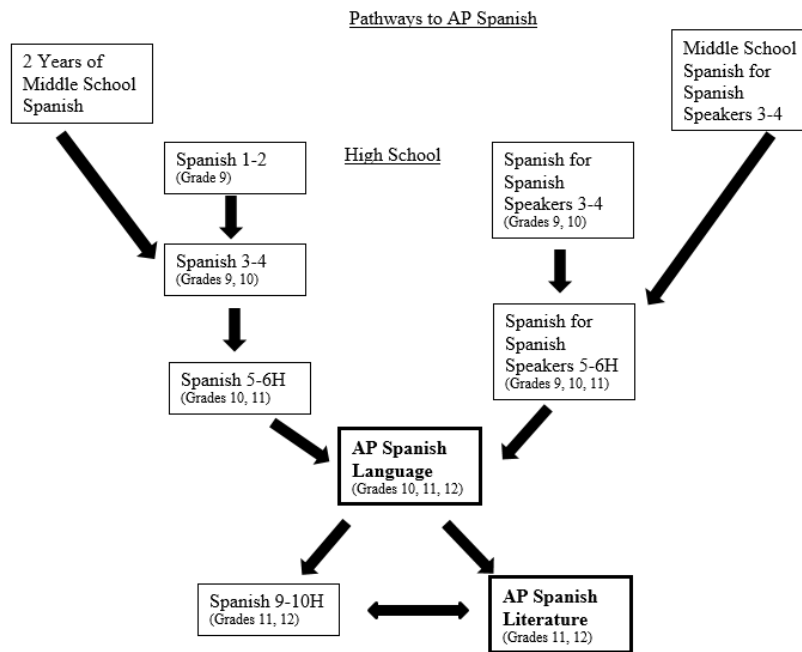 Pathways to AP Spanish
2 Years of
Middle School
Spanish
Middle School
Spanish for
Spanish
Speakers 3-4
High School
Spanish 1-2
(Grade 9)
Spanish for
Spanish
Speakers 3-4
(Grades 9, 10)
Spanish 3-4
(Grades 9, 10)
Spanish for
Spanish
Speakers 5-6H
(Grades 9, 10, 11)
Spanish 5-6H
(Grades 10, 11)
AP Spanish
Language
(Grades 10, 11, 12)
Spanish 9-10H
(Grades 11, 12)
AP Spanish
Literature
(Grades 11, 12)